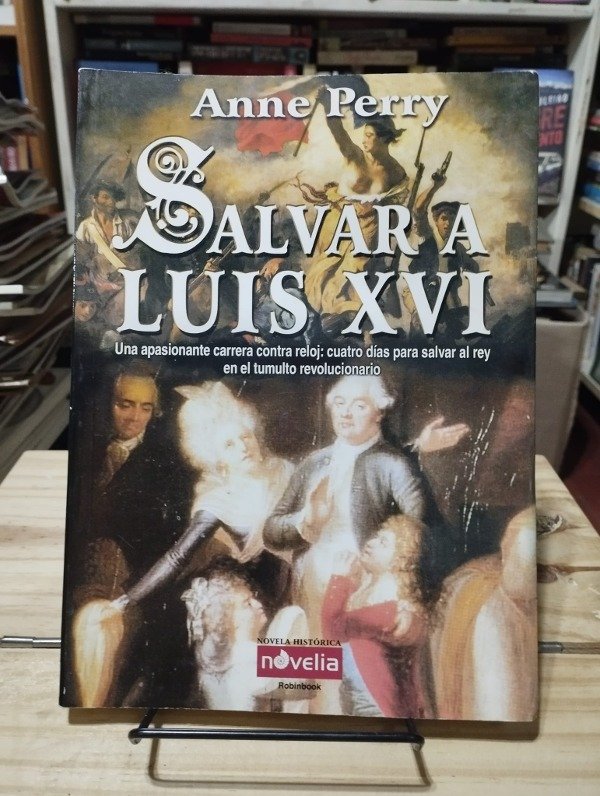 Anne Perry
SALVAR A
LUIS XVI
Una apasionante carrera contra reloj: cuatro días para salvar al rey
en el tumulto revolucionario
NOVELA HISTÓRICA
novelia
Robinbook